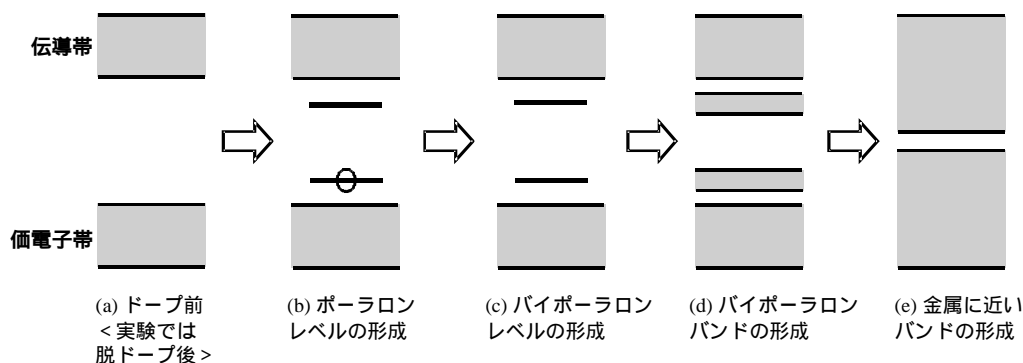 伝導帯
価電子帯
(a) ドープ前
<実験では
脱ドープ後>
(b) ポーラロン
レベルの形成
(c) バイポーラロン
レベルの形成
(d) バイポーラロン
バンドの形成
(e) 金属に近い
バンドの形成